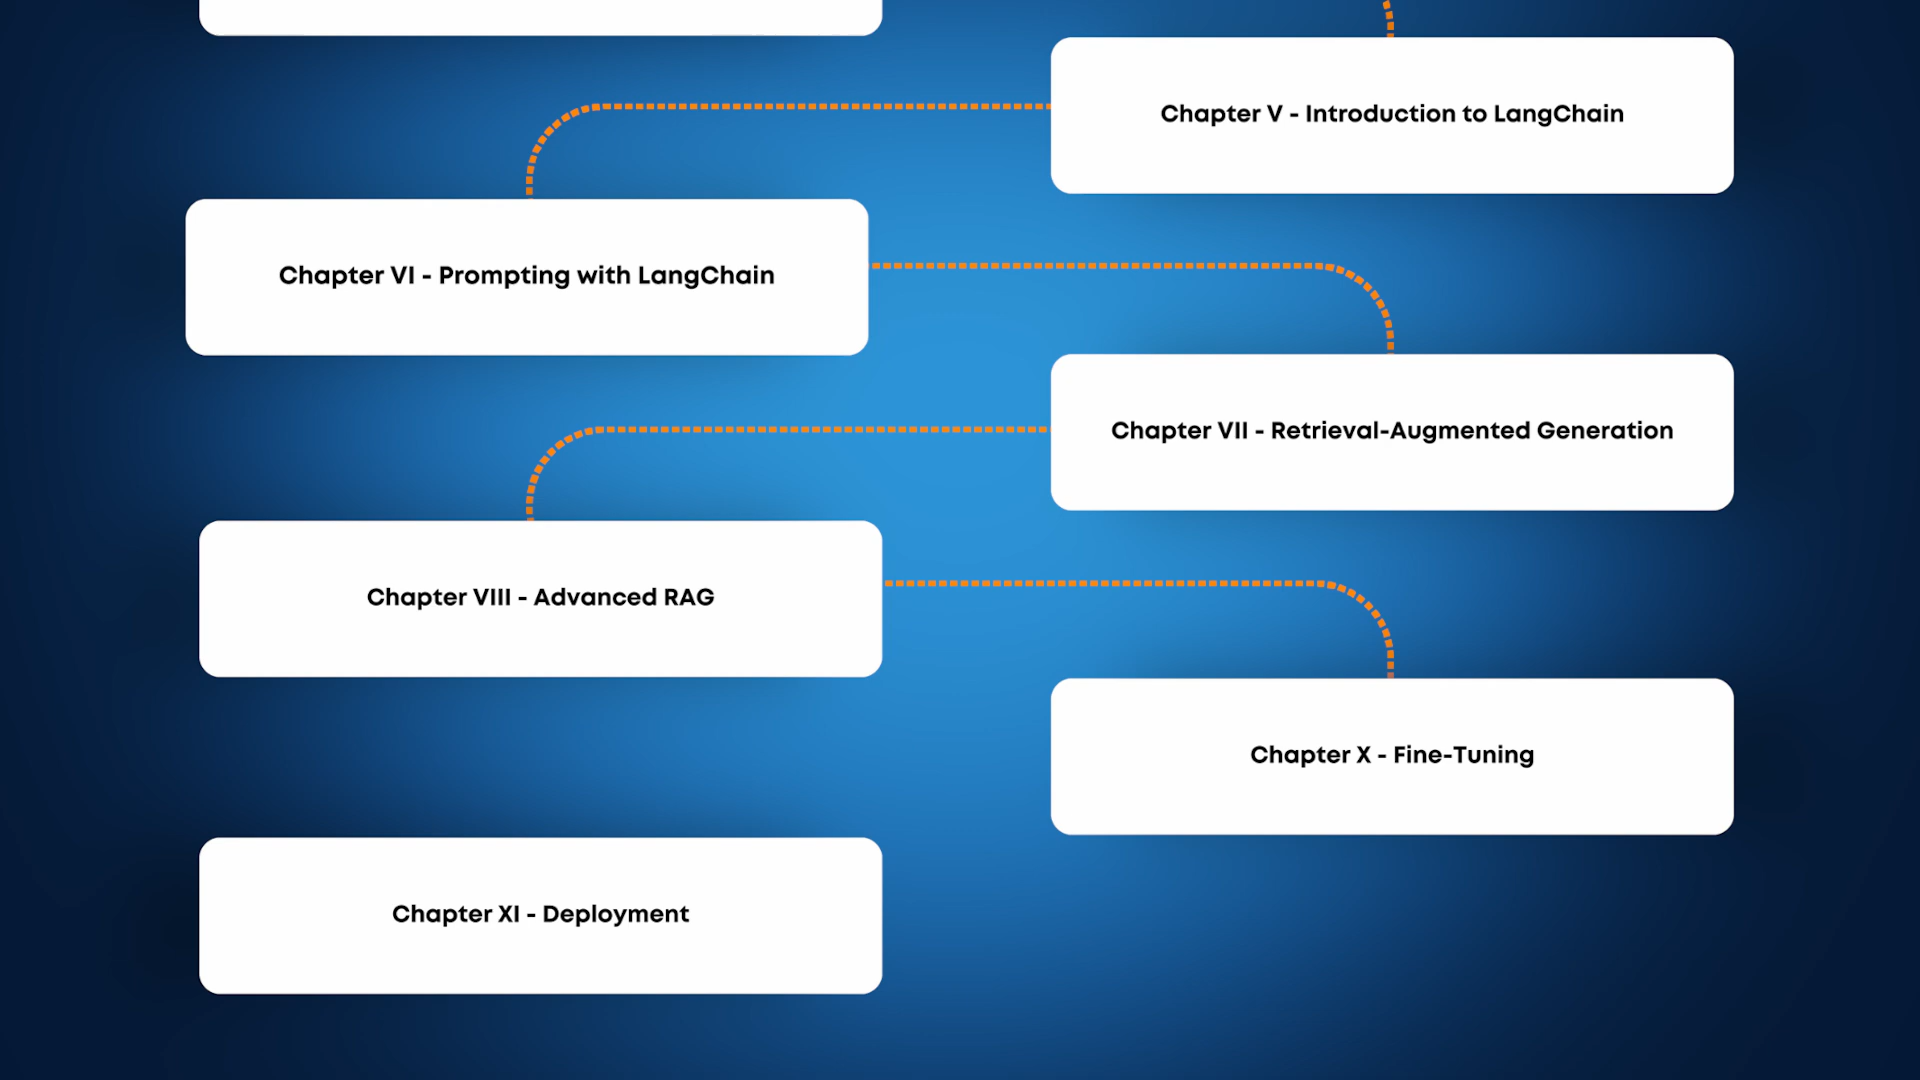 Chapter V - Introduction to LangChain
Chapter VI - Prompting with LangChain
Chapter VII - Retrieval-Augmented Generation
Chapter VIII - Advanced RAG
Chapter X - Fine-Tuning
Chapter XI - Deployment